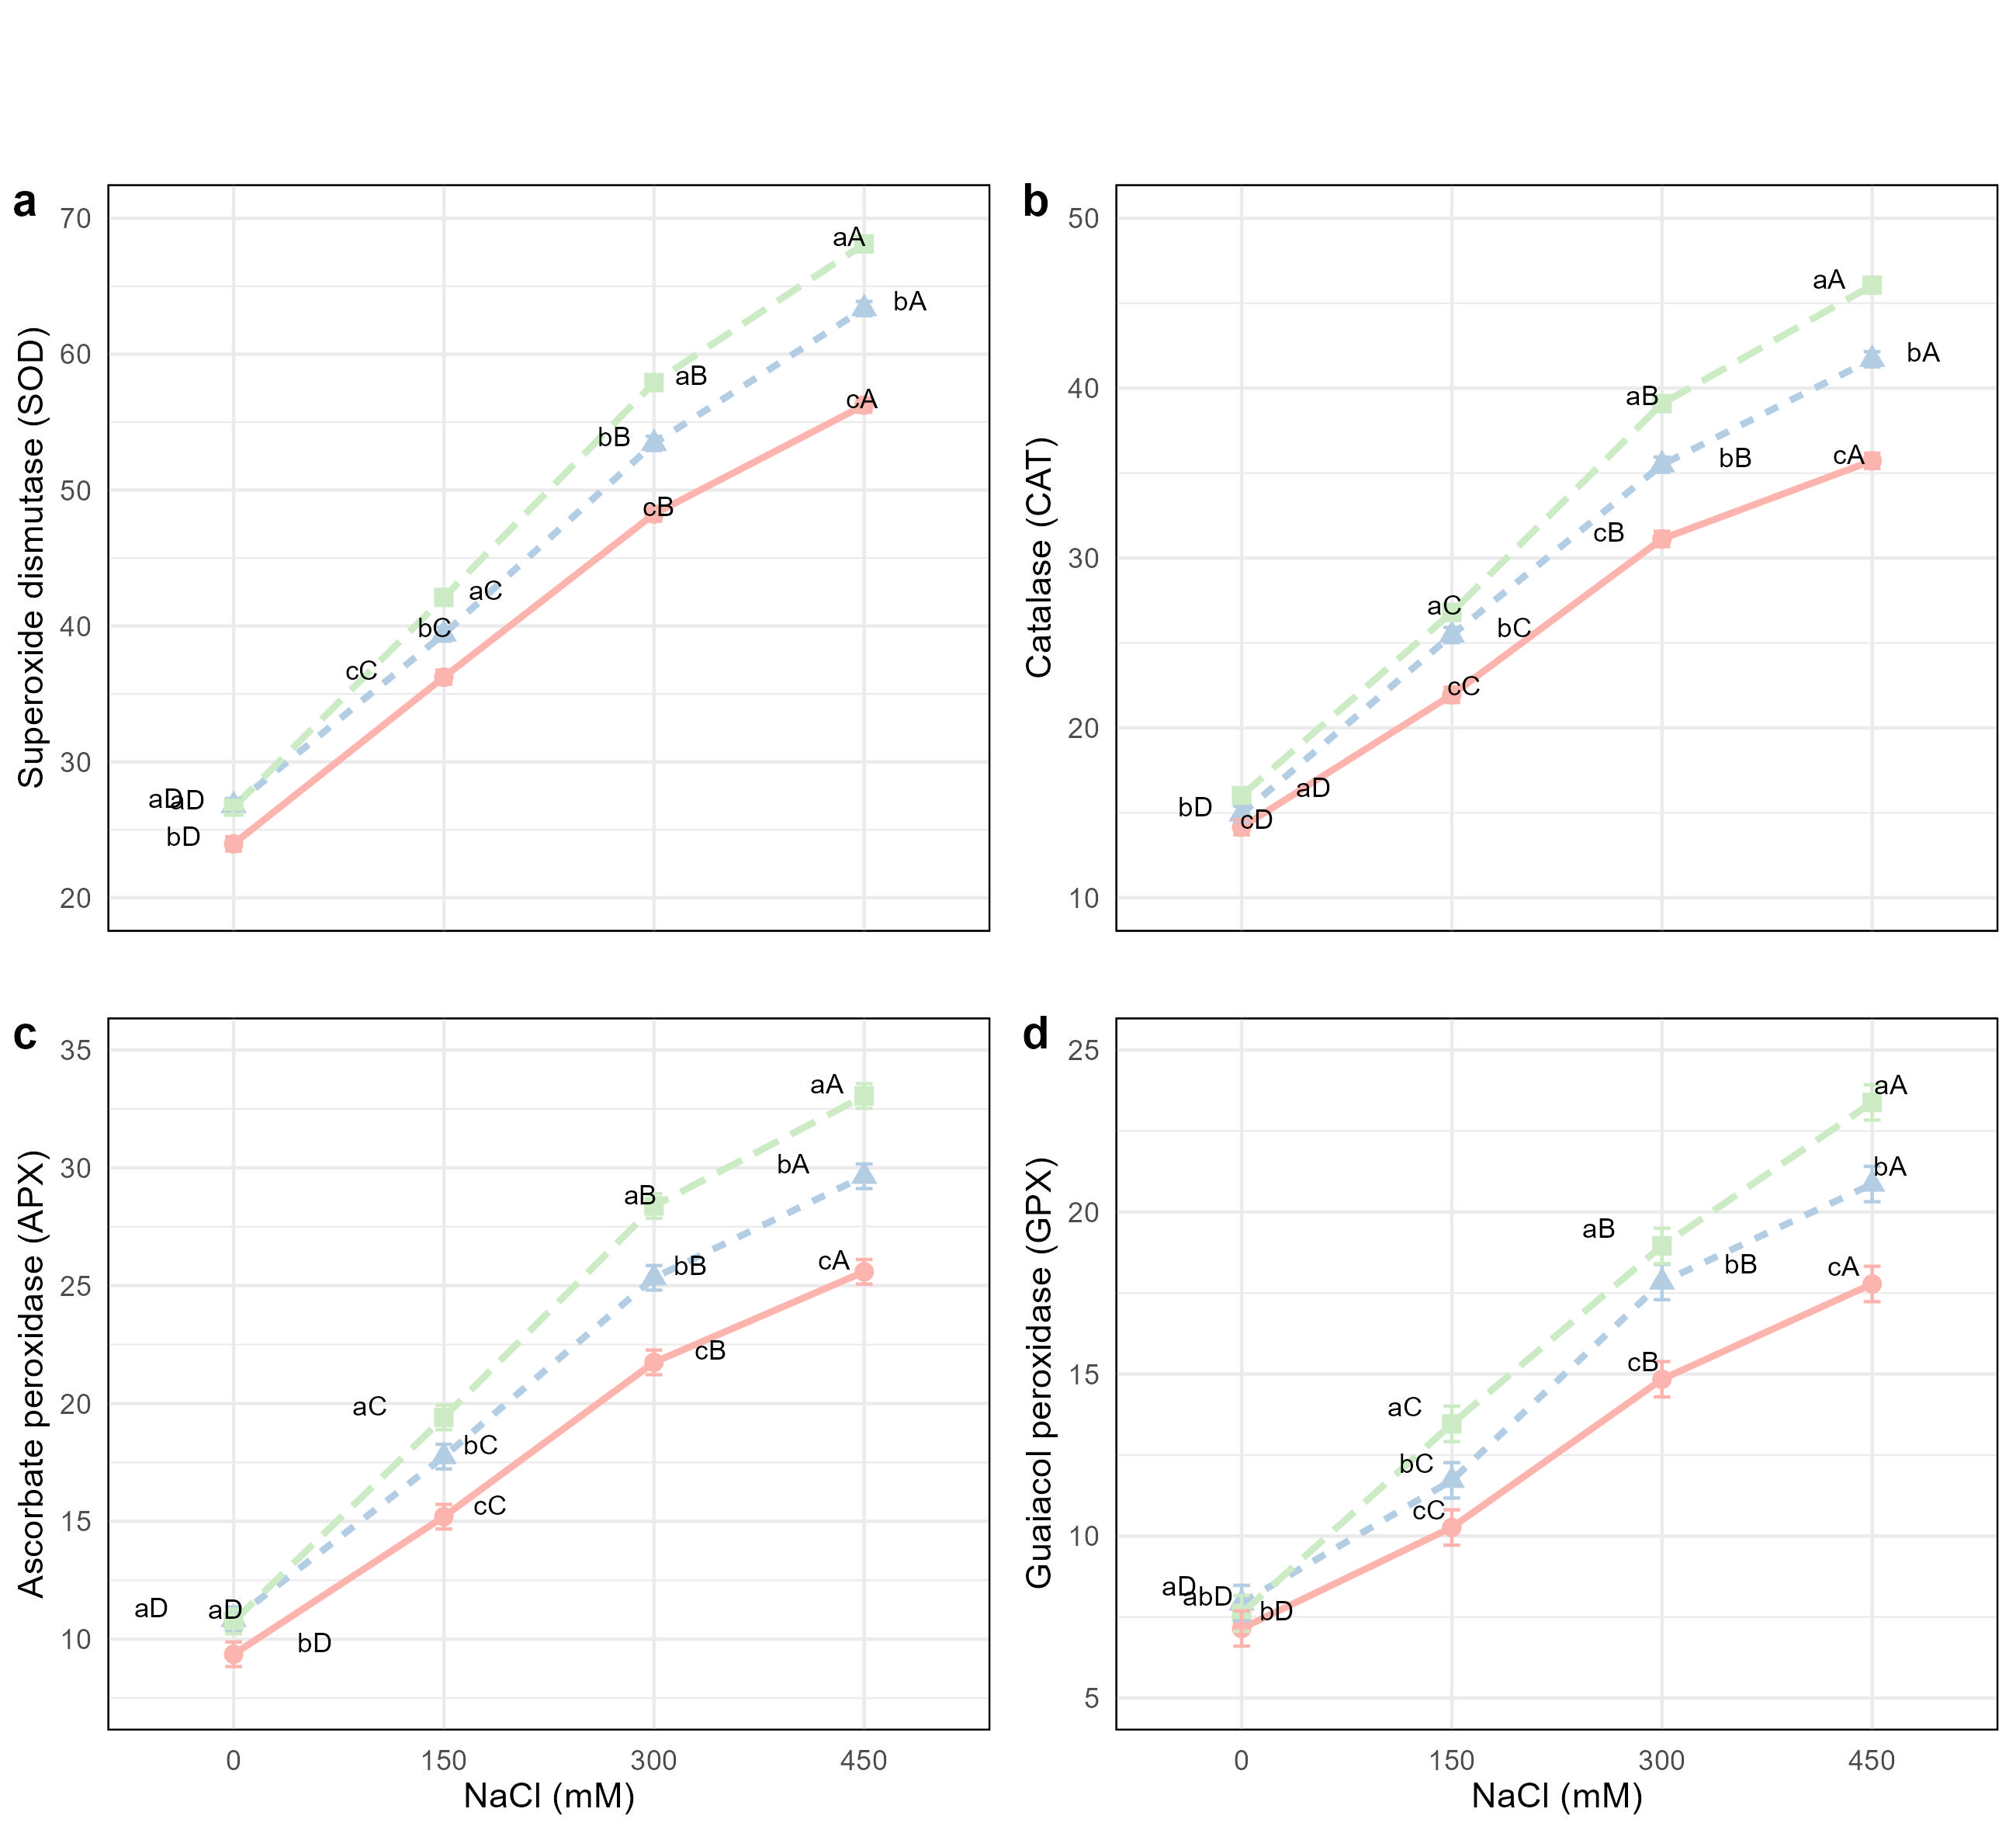 a
Superoxide dismutase (SOD)
70
60
50
40
30
20
aA
bA
aB
cA
bB
cB
aC
bC
cC
aD
aD
bD
b
Catalase (CAT)
50
40
30
20
10
aA
bA
aB
cA
bB
cB
aC
bC
cC
aD
bD
cD
c
Ascorbate peroxidase (APX)
35
30
25
20
15
10
aA
bA
aB
cA
bB
cB
aC
bC
cC
aD
aD
bD
0 150 300 450
NaCl (mM)
d
Guaiacol peroxidase (GPX)
25
20
15
10
5
aA
bA
aB
bB
cA
cB
aC
bC
cC
aD
abD
bD
0 150 300 450
NaCl (mM)